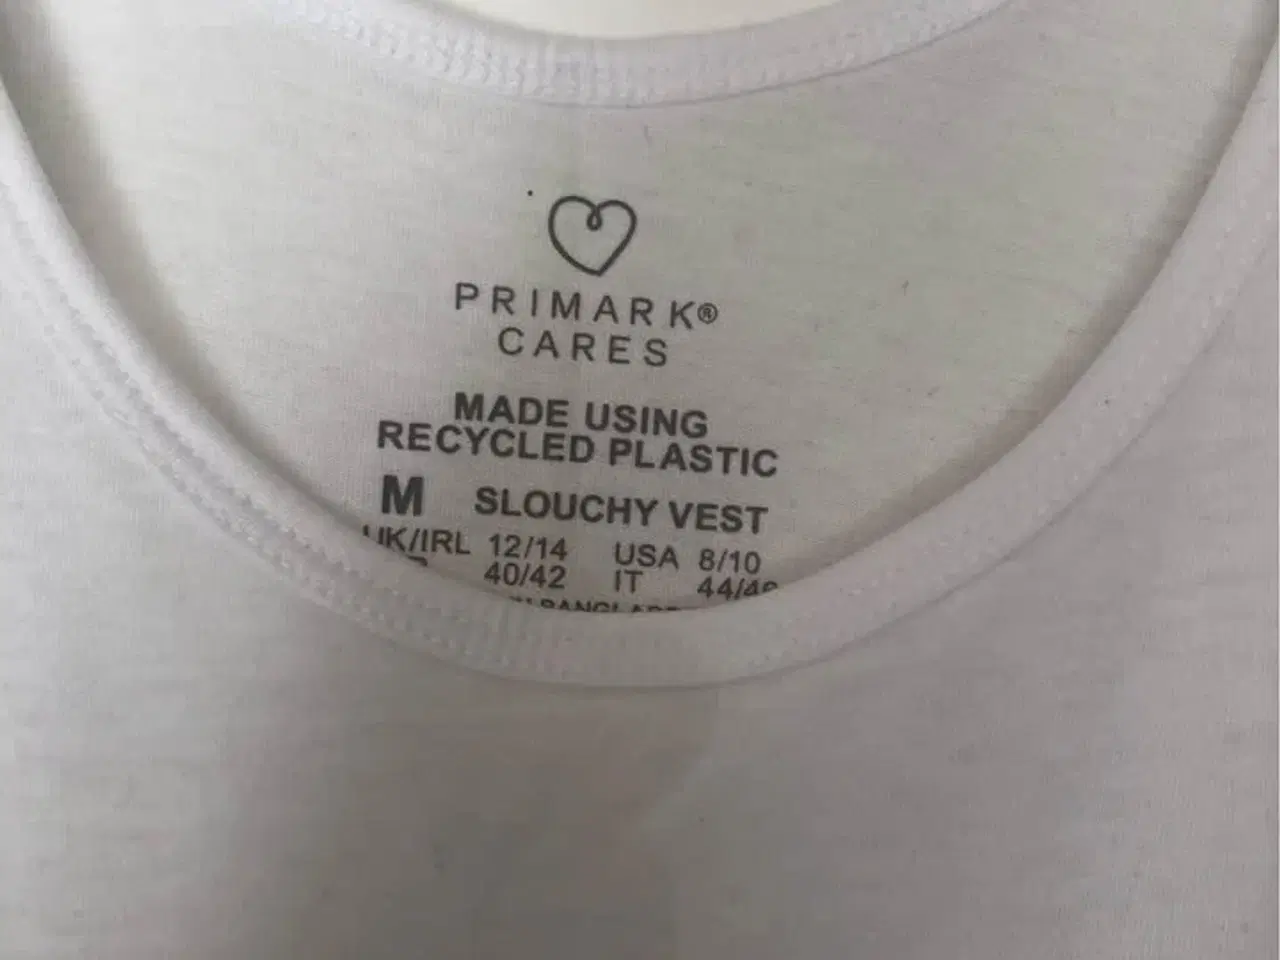 PRIMARK®
CARES
MADE USING
RECYCLED PLASTIC
M SLOUCHY VEST
UK/IRL 12/14 USA 8/10
40/42 IT